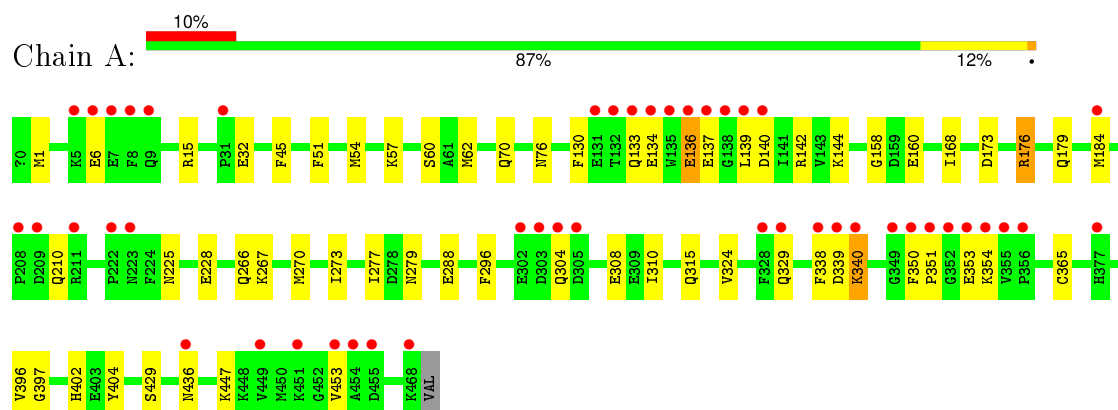 10%
Chain A:
87% 12% •
?0 M1 K5 E6 E7 F8 Q9 R15 P31 E32 F45 F51 M54 K57 S60 A61 M62 Q70 N76 F130 E131 T132 Q133 E134 W135 E136 E137 G138 L139 D140 I141 R142 V143 K144 G158 D159 E160 I168 D173 R176 Q179 M184
P208 D209 Q210 R211 P222 N223 F224 N225 E228 Q266 K267 M270 I273 I277 D278 N279 E288 F296 E302 D303 Q304 D305 E308 E309 I310 Q315 V324 F328 Q329 F338 D339 K340 G349 F350 P351 G352 E353 K354 V355 P356 C365 H377
V396 G397 H402 E403 Y404 S429 N436 K447 K448 V449 M450 K451 G452 V453 A454 D455 K468 VAL